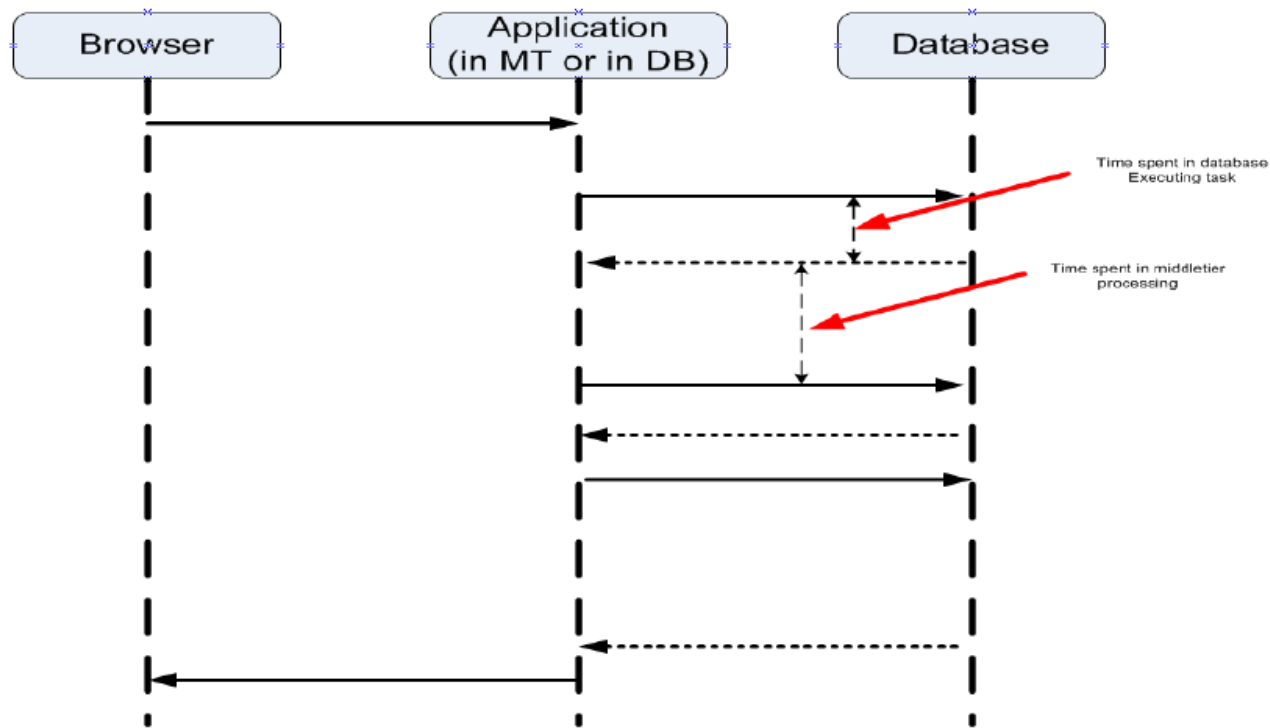 Browser
Application
(in MT or in DB)
Database
Time spent in database
Executing task
Time spent in middletier
processing